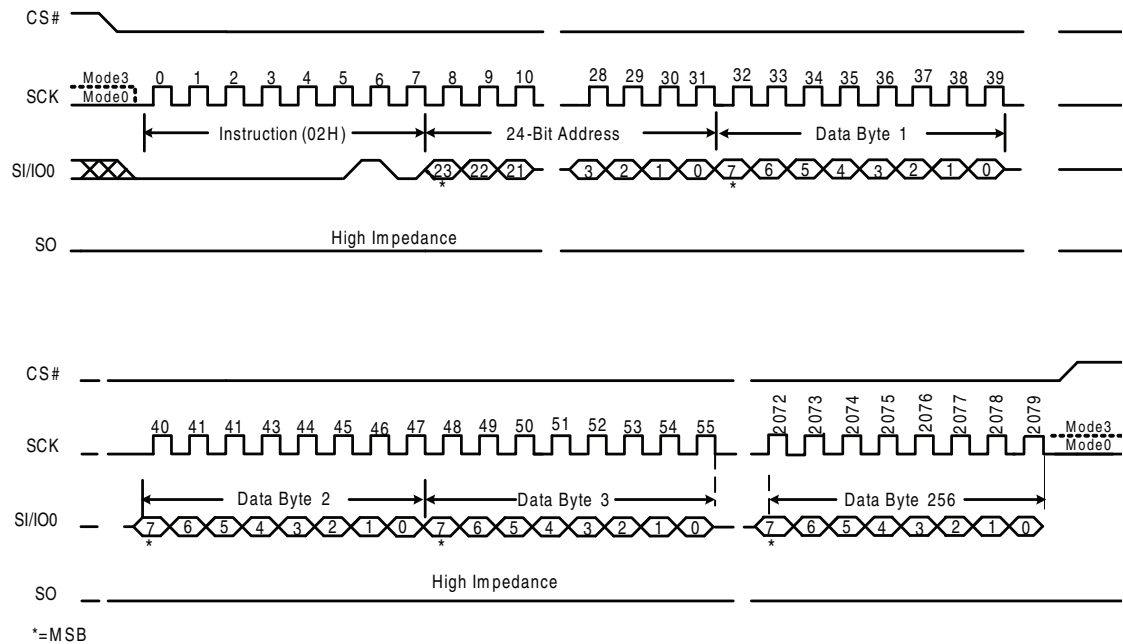 CS#
Mode3
0 1 2 3 4 5 6 7 8 9 10 28 29 30 31 32 33 34 35 36 37 38 39
SCK
Mode0
Instruction (02H) 24-Bit Address Data Byte 1
SI/IO0
23 22 21 3 2 1 0 7 6 5 4 3 2 1 0
* *
High Impedance
SO
CS#
40 41 41 43 44 45 46 47 48 49 50 51 52 53 54 55 2072 2073 2074 2075 2076 2077 2078 2079
Mode3
SCK
Mode0
Data Byte 2 Data Byte 3 Data Byte 256
SI/IO0
7 6 5 4 3 2 1 0 7 6 5 4 3 2 1 0 7 6 5 4 3 2 1 0
* * *
High Impedance
SO
*=MSB